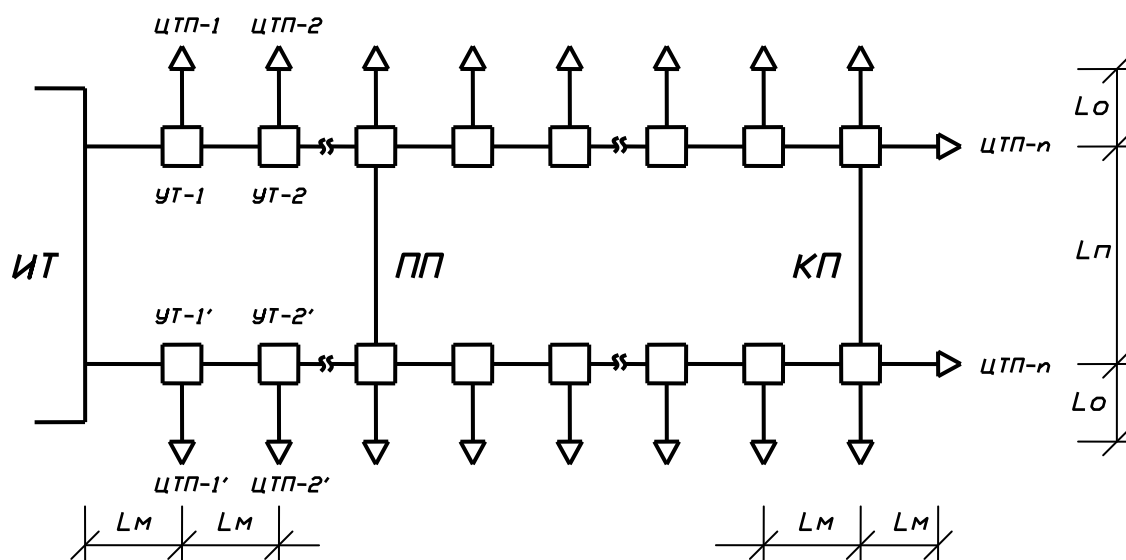 ЦТП-1 ЦТП-2
Lо
ЦТП-n
УТ-1 УТ-2
ИТ ПП КП Lп
УТ-1' УТ-2'
ЦТП-n
Lо
ЦТП-1' ЦТП-2'
Lм Lм Lм Lм